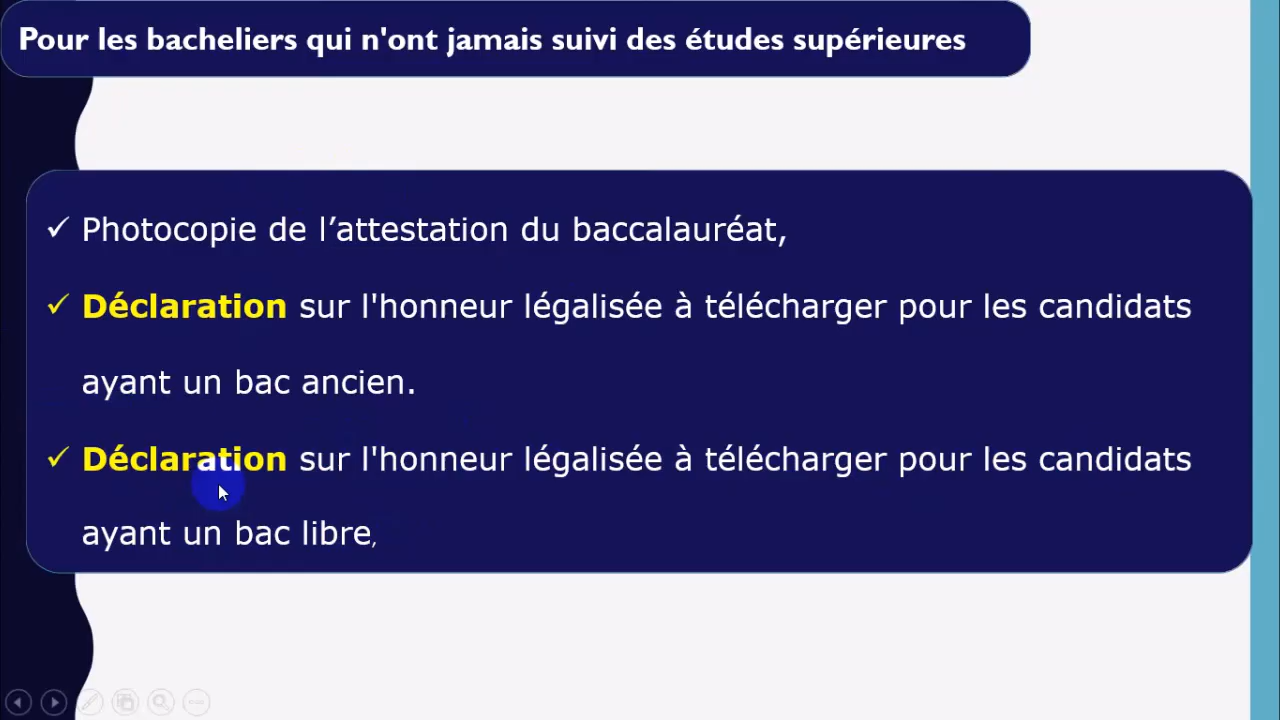 Pour les bacheliers qui n'ont jamais suivi des études supérieures
✓ Photocopie de l’attestation du baccalauréat,
✓ Déclaration sur l'honneur légalisée à télécharger pour les candidats
ayant un bac ancien.
✓ Déclaration sur l'honneur légalisée à télécharger pour les candidats
ayant un bac libre,